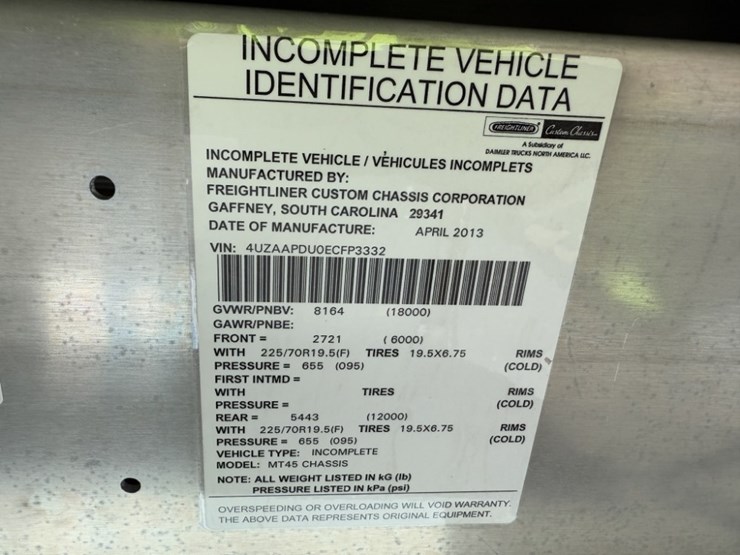 INCOMPLETE VEHICLE
IDENTIFICATION DATA
FREIGHTLINER Custom Chassis
A Subsidiary of
DAIMLER TRUCKS NORTH AMERICA LLC.
INCOMPLETE VEHICLE / VÉHICULES INCOMPLETS
MANUFACTURED BY:
FREIGHTLINER CUSTOM CHASSIS CORPORATION
GAFFNEY, SOUTH CAROLINA 29341
DATE OF MANUFACTURE: APRIL 2013
VIN: 4UZAAPDU0ECFP3332
GVWR/PNBV: 8164 (18000)
GAWR/PNBE:
FRONT = 2721 ( 6000)
WITH 225/70R19.5(F) TIRES 19.5X6.75 RIMS
PRESSURE = 655 (095) (COLD)
FIRST INTMD =
WITH TIRES RIMS
PRESSURE = (COLD)
REAR = 5443 (12000)
WITH 225/70R19.5(F) TIRES 19.5X6.75 RIMS
PRESSURE = 655 (095) (COLD)
VEHICLE TYPE: INCOMPLETE
MODEL: MT45 CHASSIS
NOTE: ALL WEIGHT LISTED IN kG (lb)
PRESSURE LISTED IN kPa (psi)
OVERSPEEDING OR OVERLOADING WILL VOID WARRANTY.
THE ABOVE DATA REPRESENTS ORIGINAL EQUIPMENT.